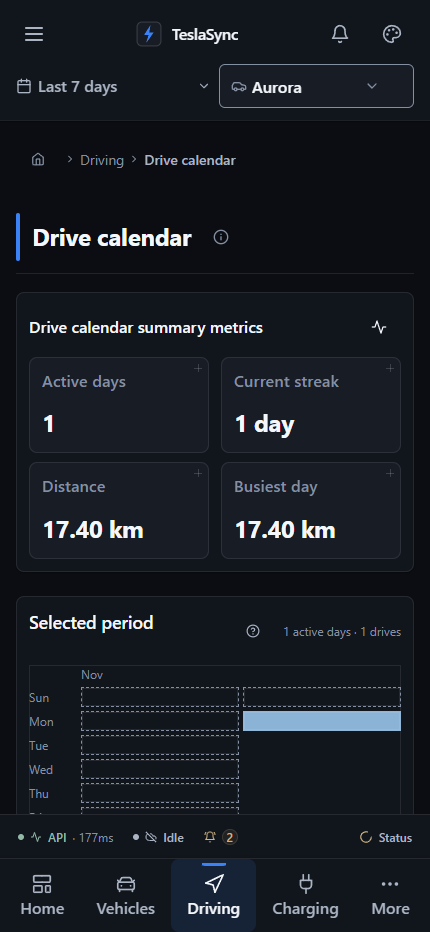 TeslaSync
Last 7 days
Aurora
Driving
Drive calendar
Drive calendar
Drive calendar summary metrics
Active days
1
Current streak
1 day
Distance
17.40 km
Busiest day
17.40 km
Selected period
1 active days · 1 drives
Nov
Sun
Mon
Tue
Wed
Thu
API · 177ms
Idle
2
Status
Home
Vehicles
Driving
Charging
More